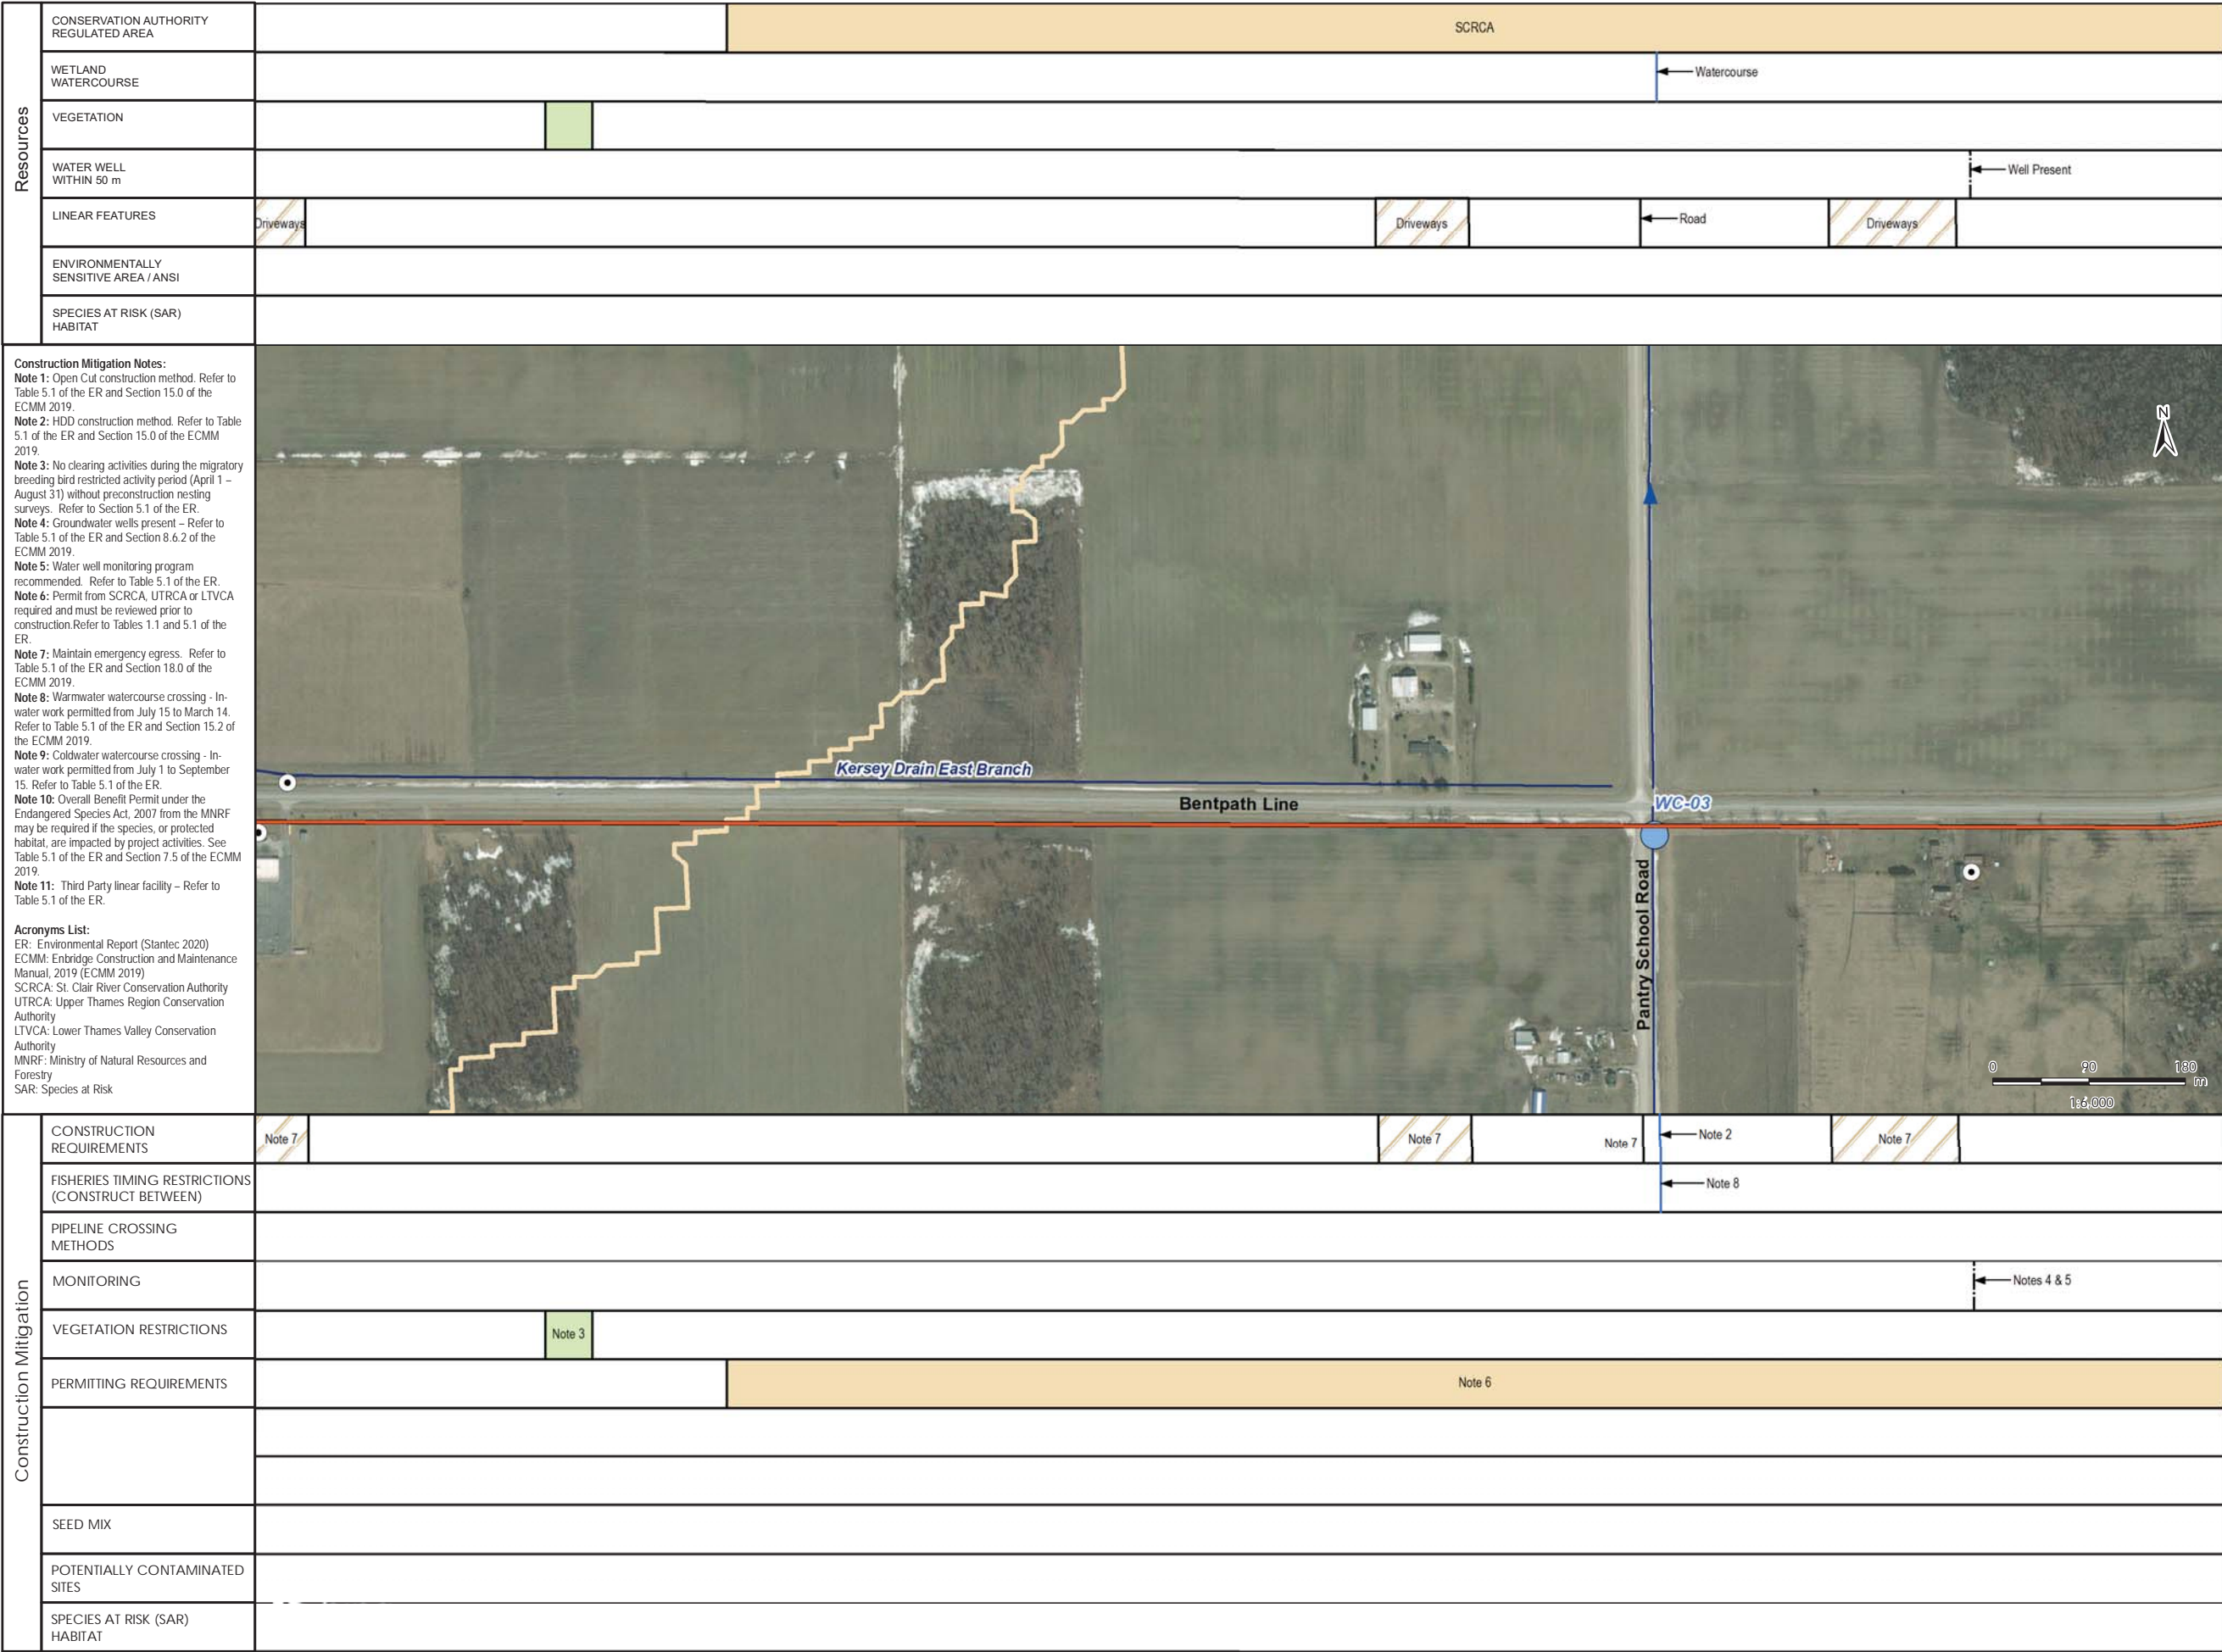 Resources
CONSERVATION AUTHORITY
REGULATED AREA
SCRCA
WETLAND
WATERCOURSE
Watercourse
VEGETATION
WATER WELL
WITHIN 50 m
Well Present
LINEAR FEATURES
Driveways
Driveways
Road
Driveways
ENVIRONMENTALLY
SENSITIVE AREA / ANSI
SPECIES AT RISK (SAR)
HABITAT
Construction Mitigation Notes:
Note 1: Open Cut construction method. Refer to
Table 5.1 of the ER and Section 15.0 of the
ECMM 2019.
Note 2: HDD construction method. Refer to Table
5.1 of the ER and Section 15.0 of the ECMM
2019.
Note 3: No clearing activities during the migratory
breeding bird restricted activity period (April 1 –
August 31) without preconstruction nesting
surveys. Refer to Section 5.1 of the ER.
Note 4: Groundwater wells present – Refer to
Table 5.1 of the ER and Section 8.6.2 of the
ECMM 2019.
Note 5: Water well monitoring program
recommended. Refer to Table 5.1 of the ER.
Note 6: Permit from SCRCA, UTRCA or LTVCA
required and must be reviewed prior to
construction.Refer to Tables 1.1 and 5.1 of the
ER.
Note 7: Maintain emergency egress. Refer to
Table 5.1 of the ER and Section 18.0 of the
ECMM 2019.
Note 8: Warmwater watercourse crossing - In-
water work permitted from July 15 to March 14.
Refer to Table 5.1 of the ER and Section 15.2 of
the ECMM 2019.
Note 9: Coldwater watercourse crossing - In-
water work permitted from July 1 to September
15. Refer to Table 5.1 of the ER.
Note 10: Overall Benefit Permit under the
Endangered Species Act, 2007 from the MNRF
may be required if the species, or protected
habitat, are impacted by project activities. See
Table 5.1 of the ER and Section 7.5 of the ECMM
2019.
Note 11: Third Party linear facility – Refer to
Table 5.1 of the ER.
Acronyms List:
ER: Environmental Report (Stantec 2020)
ECMM: Enbridge Construction and Maintenance
Manual, 2019 (ECMM 2019)
SCRCA: St. Clair River Conservation Authority
UTRCA: Upper Thames Region Conservation
Authority
LTVCA: Lower Thames Valley Conservation
Authority
MNRF: Ministry of Natural Resources and
Forestry
SAR: Species at Risk
N
Kersey Drain East Branch
Bentpath Line
WC-03
Pantry School Road
0 90 180
m
1:6,000
Construction Mitigation
CONSTRUCTION
REQUIREMENTS
Note 7
Note 7
Note 7
Note 2
Note 7
FISHERIES TIMING RESTRICTIONS
(CONSTRUCT BETWEEN)
Note 8
PIPELINE CROSSING
METHODS
MONITORING
Notes 4 & 5
VEGETATION RESTRICTIONS
Note 3
PERMITTING REQUIREMENTS
Note 6
SEED MIX
POTENTIALLY CONTAMINATED
SITES
SPECIES AT RISK (SAR)
HABITAT